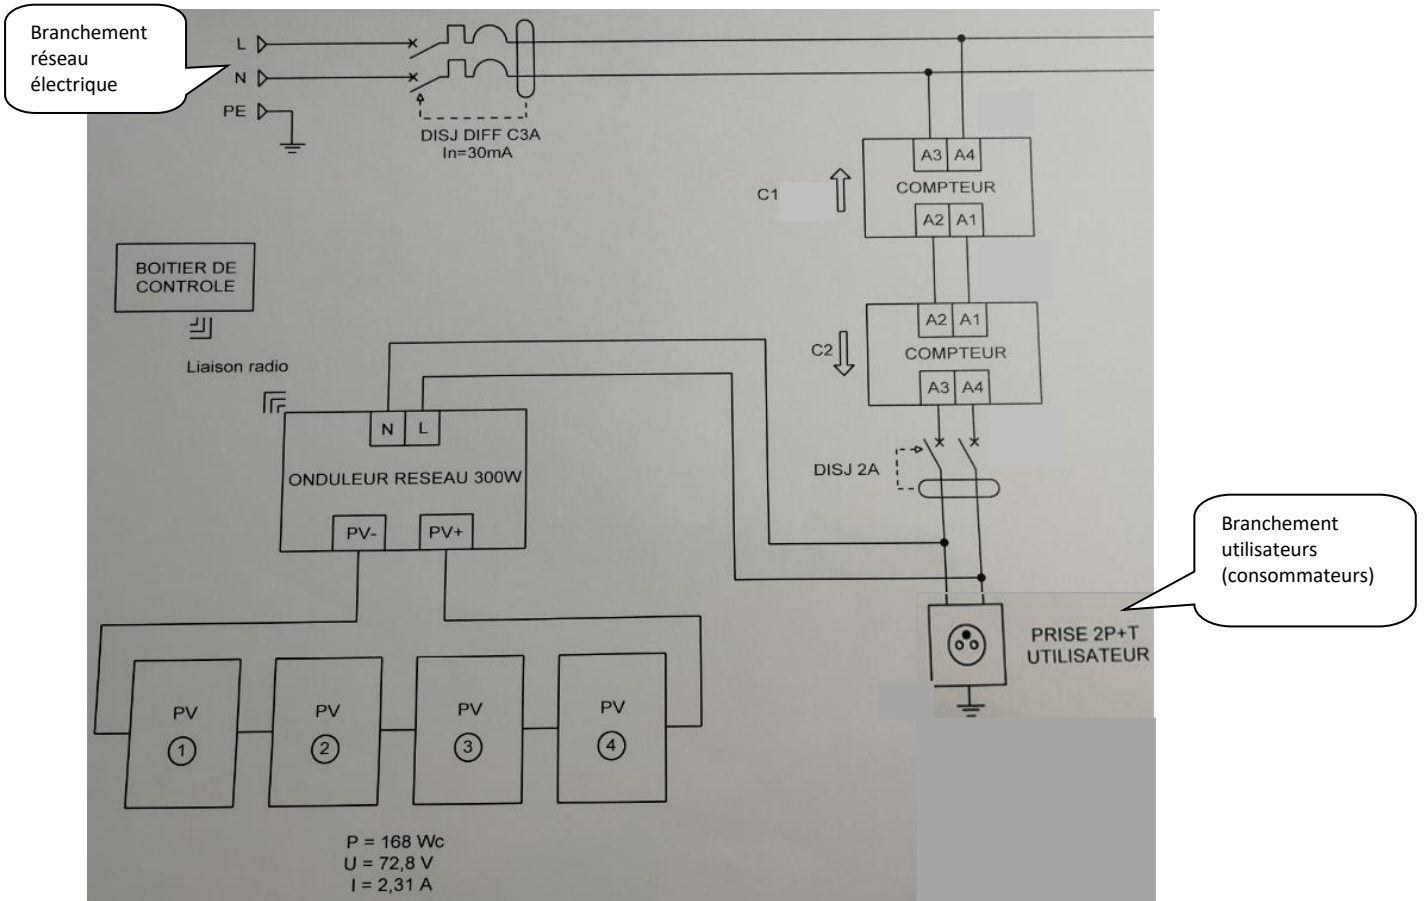 Branchement
réseau
électrique
L
N
PE
DISJ DIFF C3A
In=30mA
A3 A4
COMPTEUR
C1
A2 A1
BOITIER DE
CONTROLE
Liaison radio
A2 A1
COMPTEUR
C2
A3 A4
DISJ 2A
N L
ONDULEUR RESEAU 300W
PV- PV+
Branchement
utilisateurs
(consommateurs)
PRISE 2P+T
UTILISATEUR
PV PV PV PV
1 2 3 4
P = 168 Wc
U = 72,8 V
I = 2,31 A